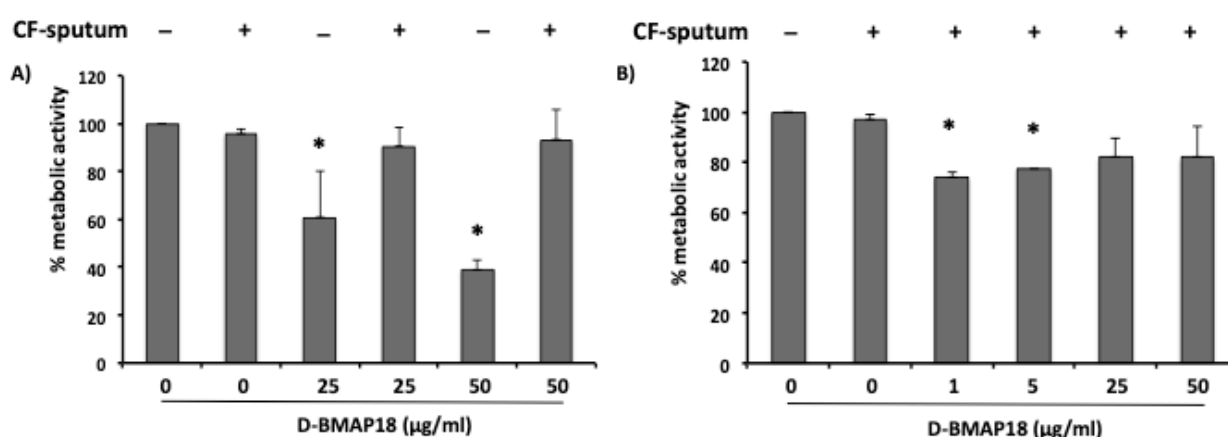 CF-sputum – + – + – +
A)
% metabolic activity
120
100
80
60
40
20
0
*
*
0 0 25 25 50 50
D-BMAP18 (µg/ml)
CF-sputum – + + + + +
B)
% metabolic activity
120
100
80
60
40
20
0
*
*
0 0 1 5 25 50
D-BMAP18 (µg/ml)